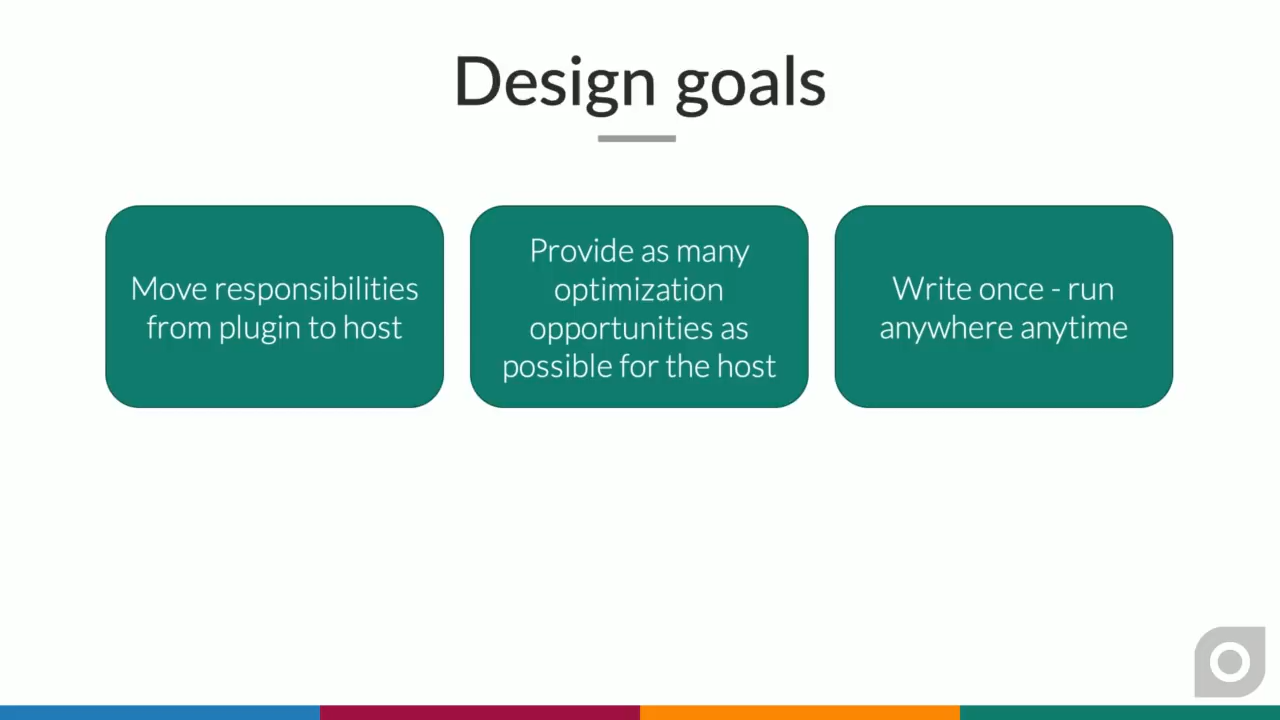 Design goals
Move responsibilities
from plugin to host
Provide as many
optimization
opportunities as
possible for the host
Write once - run
anywhere anytime